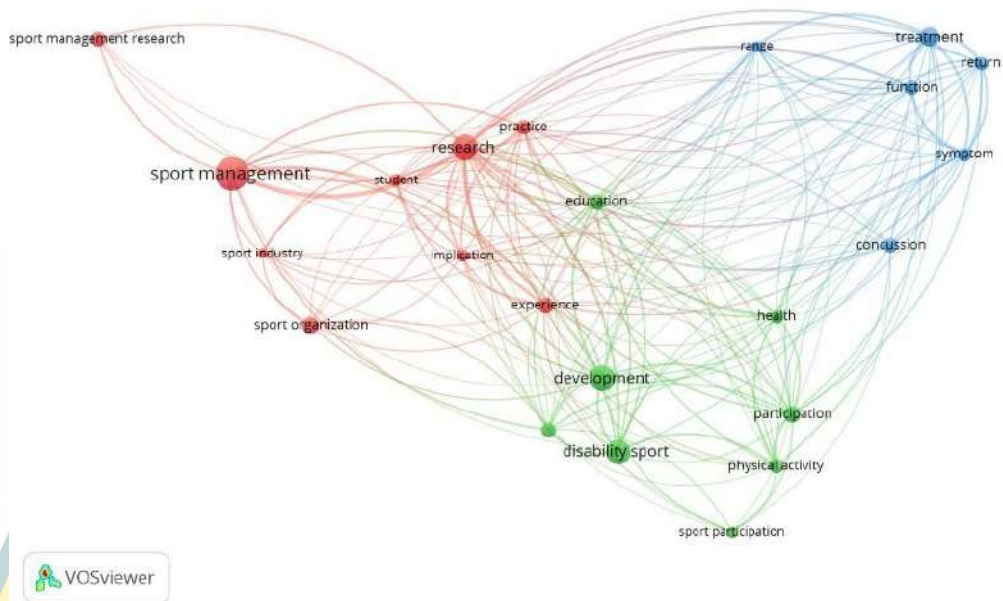 sport management research
range
treatment
return
function
practice
research
symptom
sport management
student
education
concussion
sport industry
implication
experience
health
sport organization
development
participation
disability sport
physical activity
sport participation
VOSviewer